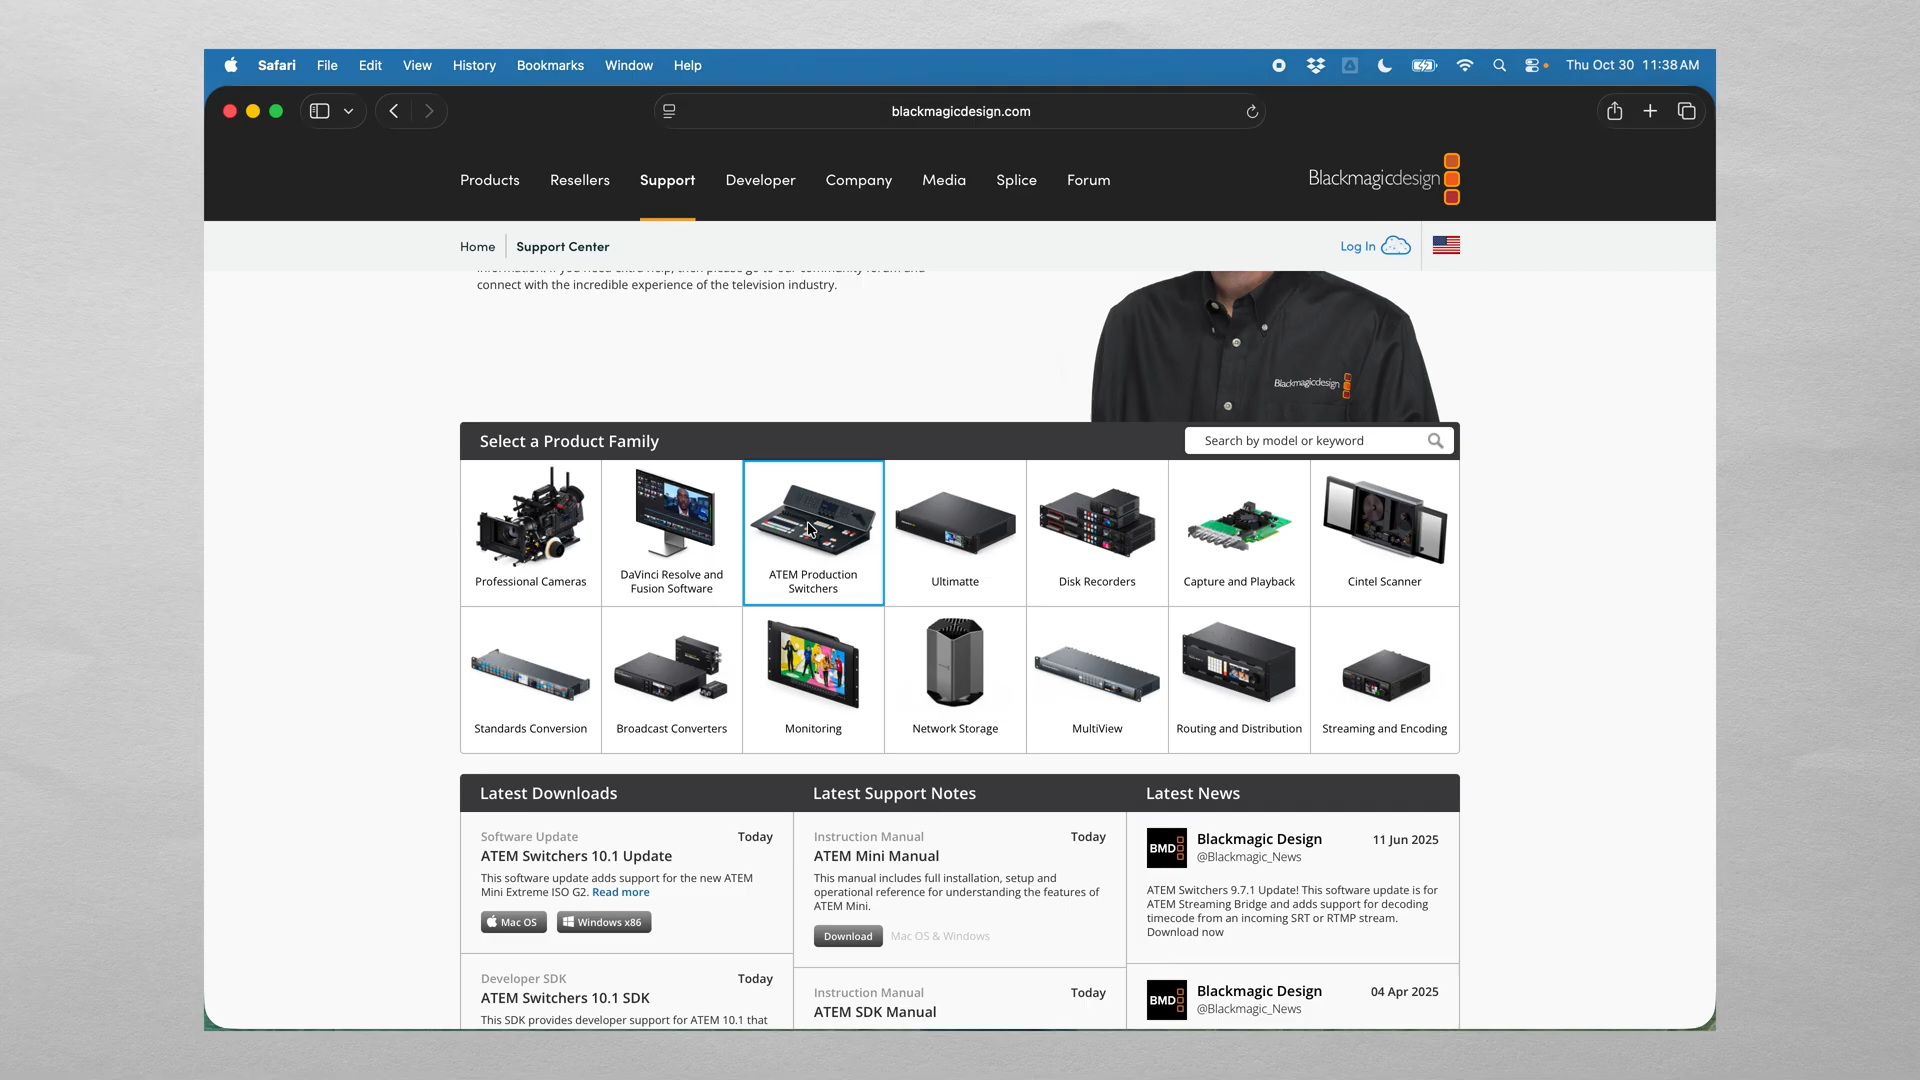 Safari File Edit View History Bookmarks Window Help Thu Oct 30 11:38 AM
blackmagicdesign.com
Products Resellers Support Developer Company Media Splice Forum Blackmagicdesign
Home Support Center Log In
connect with the incredible experience of the television industry.
Blackmagicdesign
Select a Product Family Search by model or keyword
Professional Cameras
DaVinci Resolve and
Fusion Software
ATEM Production
Switchers
Ultimatte
Disk Recorders
Capture and Playback
Cintel Scanner
Standards Conversion
Broadcast Converters
Monitoring
Network Storage
MultiView
Routing and Distribution
Streaming and Encoding
Latest Downloads
Software Update Today
ATEM Switchers 10.1 Update
This software update adds support for the new ATEM
Mini Extreme ISO G2. Read more
Mac OS Windows x86
Developer SDK Today
ATEM Switchers 10.1 SDK
This SDK provides developer support for ATEM 10.1 that
Latest Support Notes
Instruction Manual Today
ATEM Mini Manual
This manual includes full installation, setup and
operational reference for understanding the features of
ATEM Mini.
Download Mac OS & Windows
Instruction Manual Today
ATEM SDK Manual
Latest News
BMD
Blackmagic Design 11 Jun 2025
@Blackmagic_News
ATEM Switchers 9.7.1 Update! This software update is for
ATEM Streaming Bridge and adds support for decoding
timecode from an incoming SRT or RTMP stream.
Download now
BMD
Blackmagic Design 04 Apr 2025
@Blackmagic_News